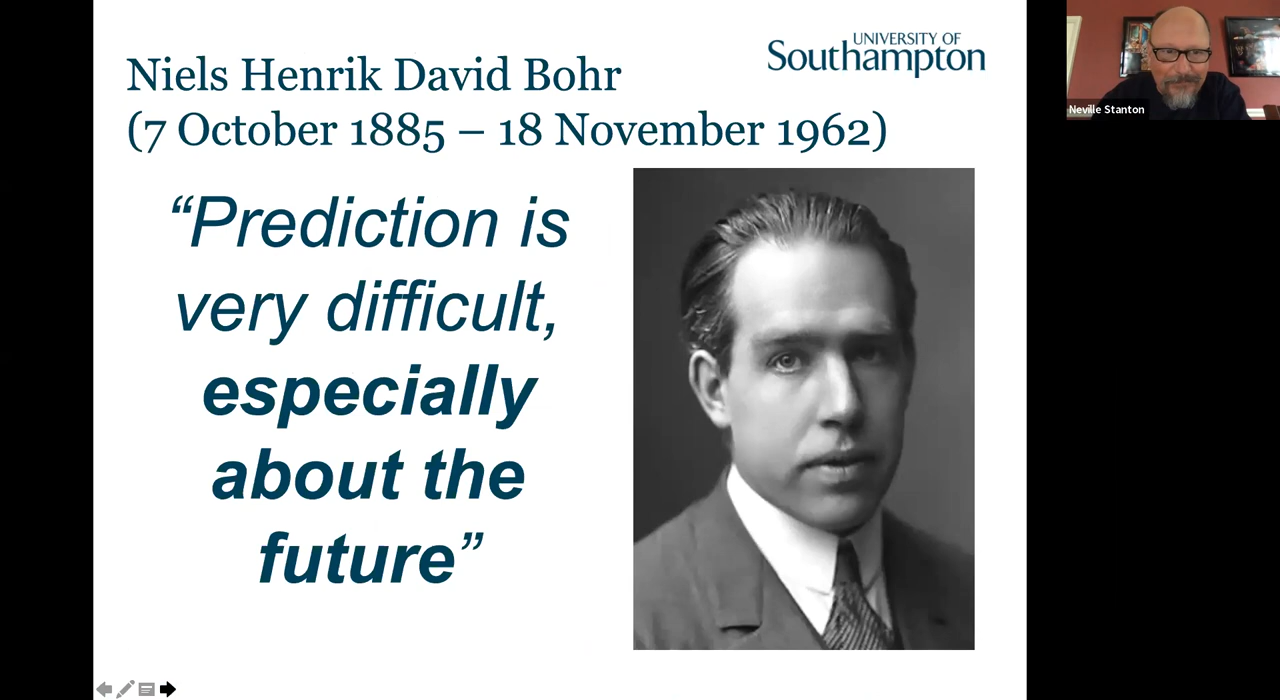 Niels Henrik David Bohr
(7 October 1885 – 18 November 1962)
UNIVERSITY OF
Southampton
“Prediction is
very difficult,
especially
about the
future”
Neville Stanton